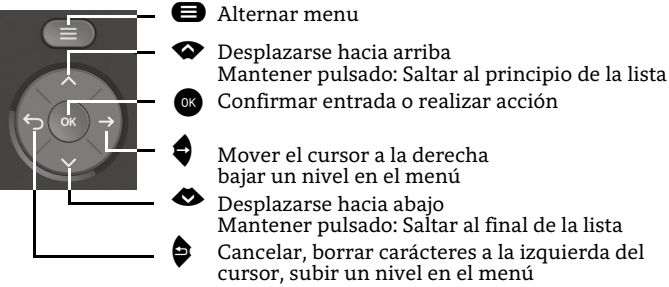 Alternar menu
Desplazarse hacia arriba
Mantener pulsado: Saltar al principio de la lista
OK Confirmar entrada o realizar acción
OK
Mover el cursor a la derecha
bajar un nivel en el menú
Desplazarse hacia abajo
Mantener pulsado: Saltar al final de la lista
Cancelar, borrar carácteres a la izquierda del
cursor, subir un nivel en el menú